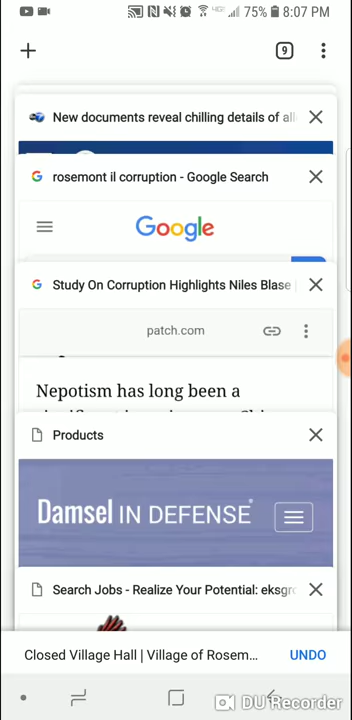 75% 8:07 PM
9
New documents reveal chilling details of
rosemont il corruption - Google Search
Google
Study On Corruption Highlights Niles Blase
patch.com
Nepotism has long been a
Products
Damsel IN DEFENSE
Search Jobs - Realize Your Potential: eksgr
Closed Village Hall | Village of Rosem... UNDO
DU Recorder